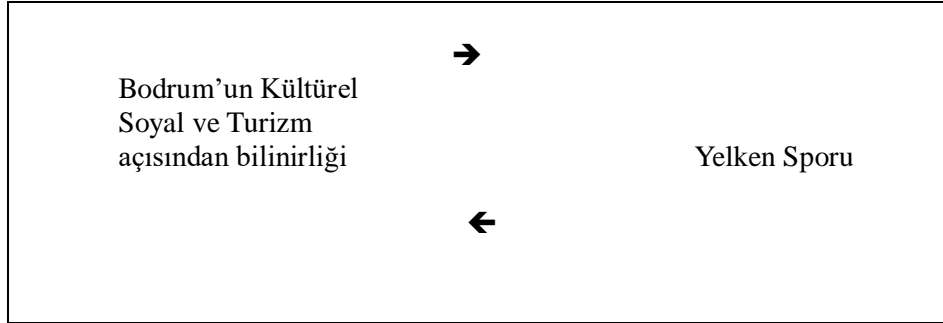 ➔
Bodrum’un Kültürel
Soyal ve Turizm
açısından bilinirliği
Yelken Sporu
🡸